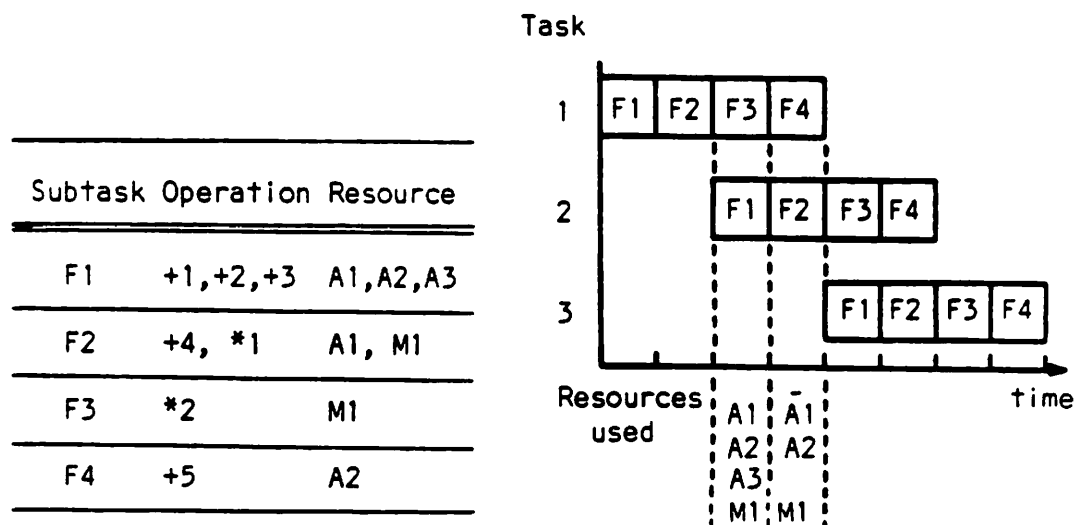 Subtask Operation Resource
F1 +1,+2,+3 A1,A2,A3
F2 +4, *1 A1, M1
F3 *2 M1
F4 +5 A2
Task
1 F1 F2 F3 F4
2 F1 F2 F3 F4
3 F1 F2 F3 F4
time
Resources used
A1 A1
A2 A2
A3
M1 M1